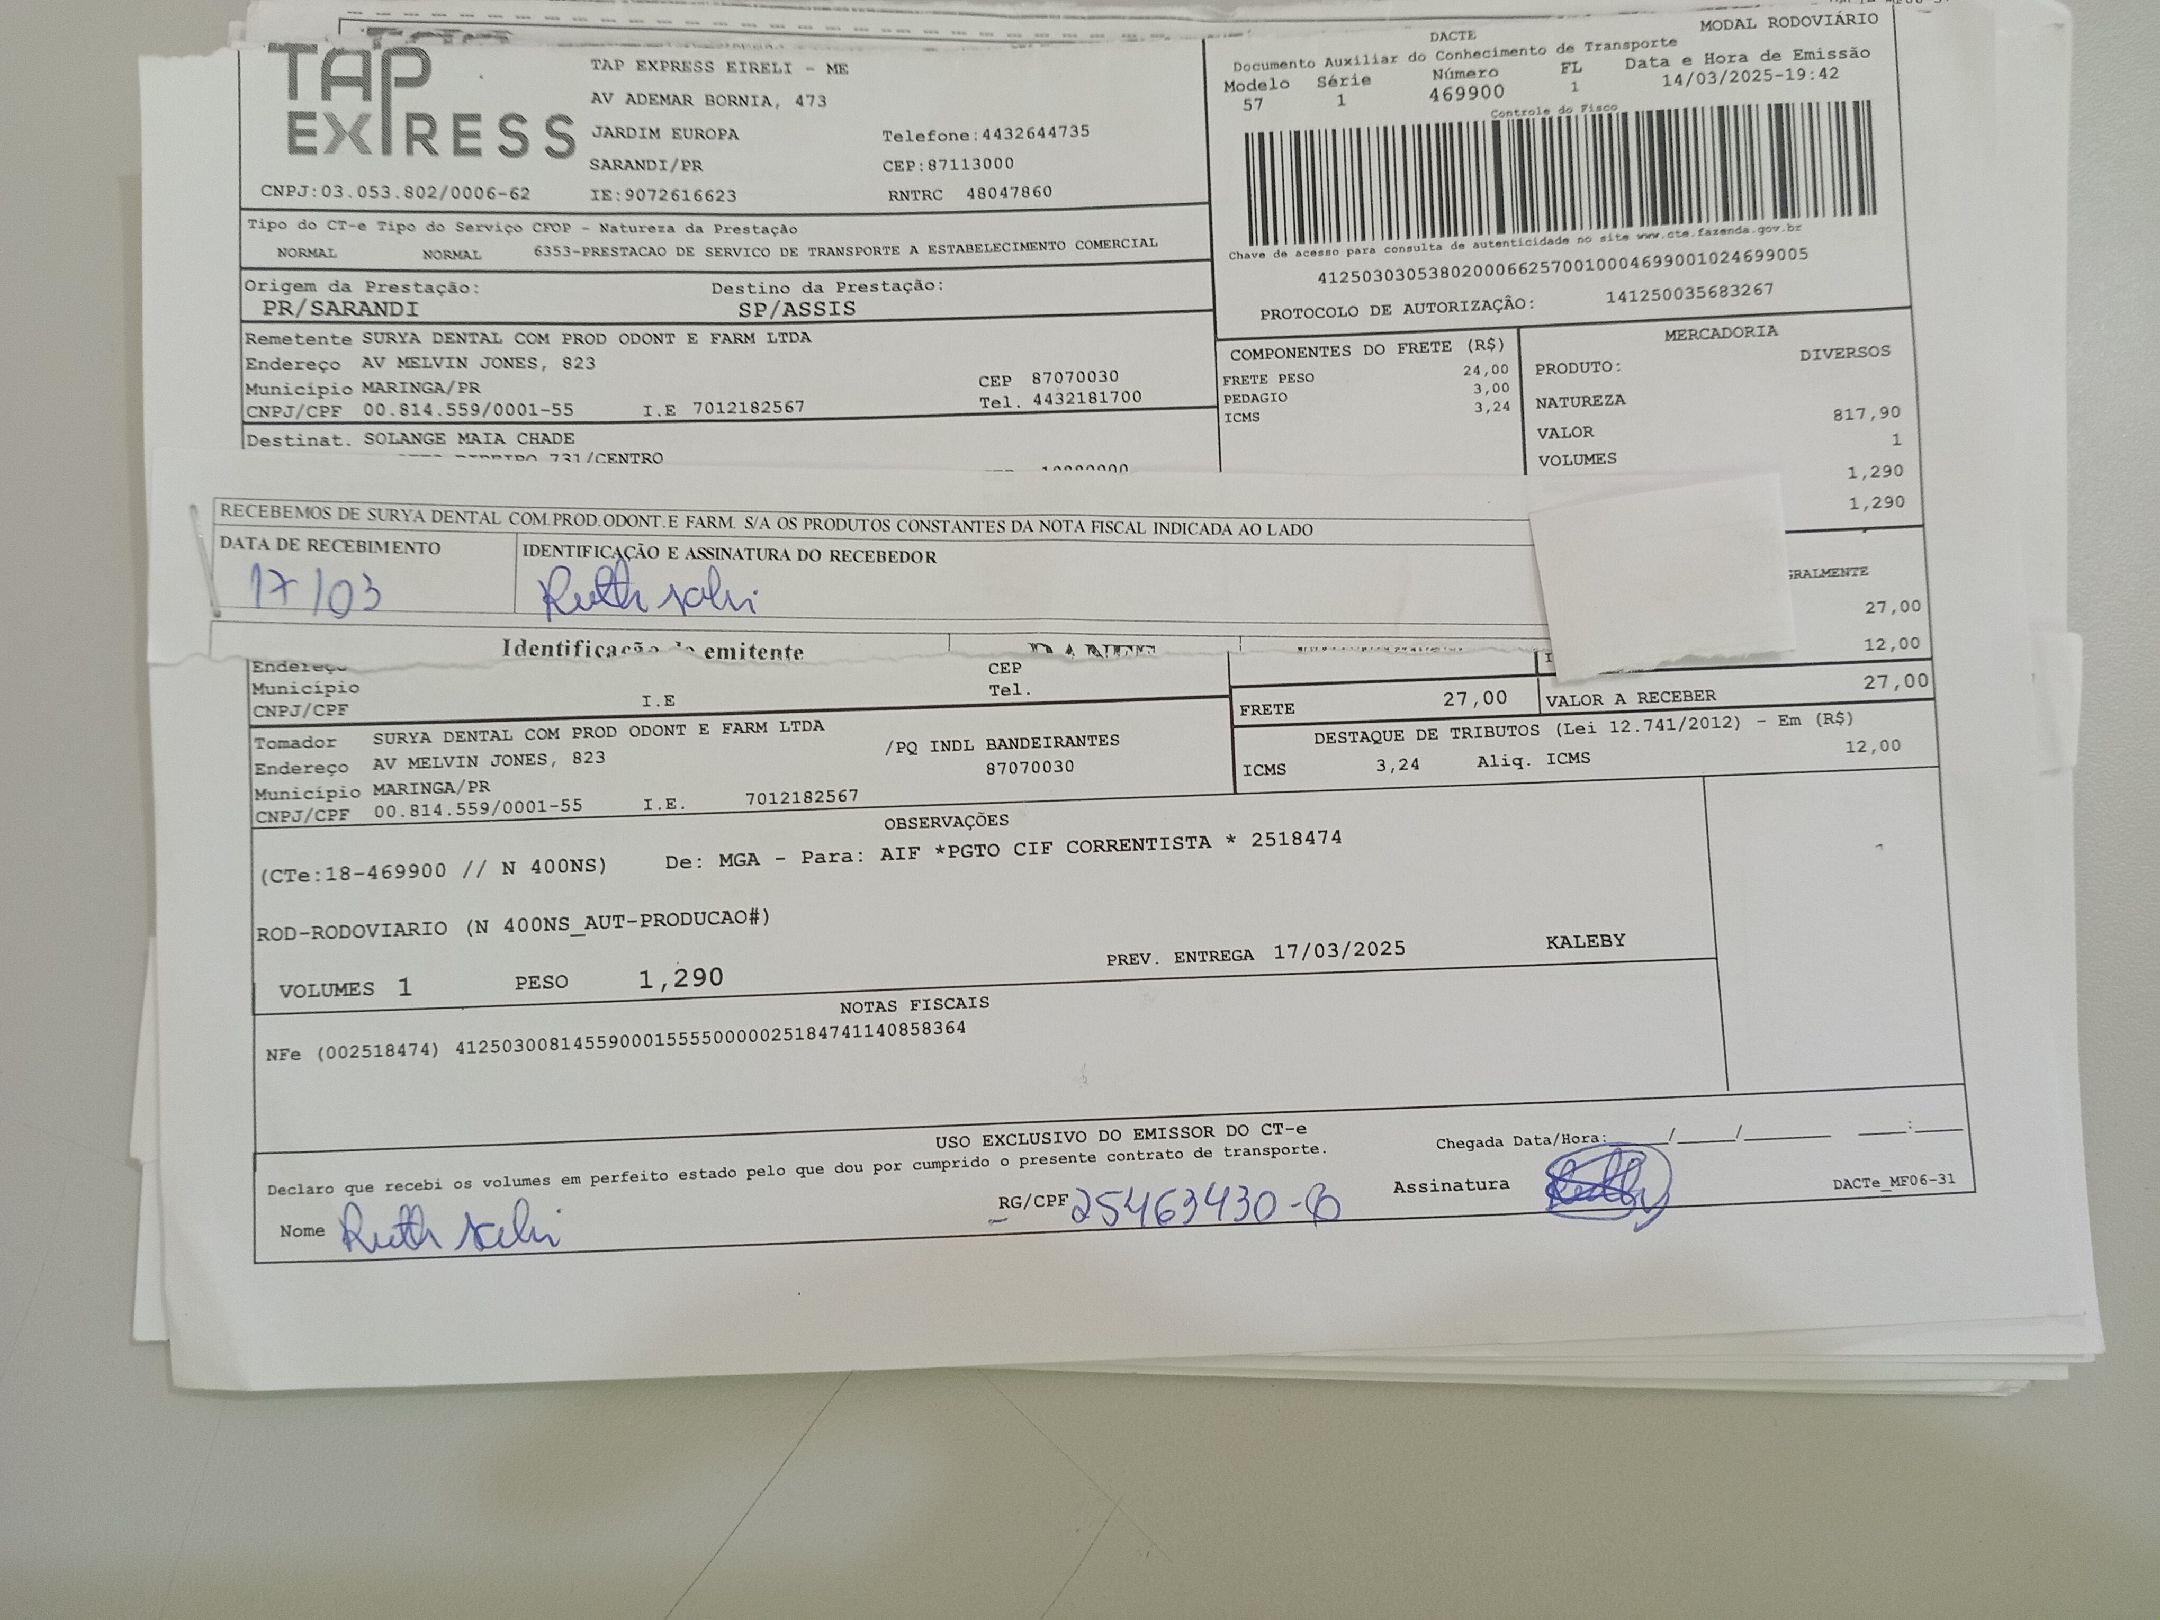 TAP EXPRESS
TAP EXPRESS EIRELI - ME
AV ADEMAR BORNIA, 473
JARDIM EUROPA Telefone:4432644735
SARANDI/PR CEP:87113000
CNPJ:03.053.802/0006-62 IE:9072616623 RNTRC 48047860
MODAL RODOVIÁRIO
DACTE
Documento Auxiliar do Conhecimento de Transporte
Modelo Série Número FL Data e Hora de Emissão
57 1 469900 1 14/03/2025-19:42
Controle do Fisco
Chave de acesso para consulta de autenticidade no site www.cte.fazenda.gov.br
41250303053802000662570010004699001024699005
PROTOCOLO DE AUTORIZAÇÃO: 141250035683267
Tipo do CT-e Tipo do Serviço CFOP - Natureza da Prestação
NORMAL NORMAL 6353-PRESTACAO DE SERVICO DE TRANSPORTE A ESTABELECIMENTO COMERCIAL
Origem da Prestação: Destino da Prestação:
PR/SARANDI SP/ASSIS
Remetente SURYA DENTAL COM PROD ODONT E FARM LTDA
Endereço AV MELVIN JONES, 823
Município MARINGA/PR CEP 87070030
CNPJ/CPF 00.814.559/0001-55 I.E 7012182567 Tel. 4432181700
Destinat. SOLANGE MAIA CHADE
731/CENTRO
COMPONENTES DO FRETE (R$)
FRETE PESO 24,00
PEDAGIO 3,00
ICMS 3,24
MERCADORIA
PRODUTO: DIVERSOS
NATUREZA
VALOR 817,90
VOLUMES 1
1,290
1,290
RECEBEMOS DE SURYA DENTAL COM.PROD.ODONT.E FARM. S/A OS PRODUTOS CONSTANTES DA NOTA FISCAL INDICADA AO LADO
DATA DE RECEBIMENTO IDENTIFICAÇÃO E ASSINATURA DO RECEBEDOR
17/03 Ruth
GRALMENTE
27,00
12,00
Identificação emitente
Endereço CEP
Município Tel.
CNPJ/CPF I.E
FRETE 27,00 VALOR A RECEBER 27,00
DESTAQUE DE TRIBUTOS (Lei 12.741/2012) - Em (R$)
ICMS 3,24 Aliq. ICMS 12,00
Tomador SURYA DENTAL COM PROD ODONT E FARM LTDA
Endereço AV MELVIN JONES, 823 /PQ INDL BANDEIRANTES
Município MARINGA/PR 87070030
CNPJ/CPF 00.814.559/0001-55 I.E. 7012182567
OBSERVAÇÕES
(CTe:18-469900 // N 400NS) De: MGA - Para: AIF *PGTO CIF CORRENTISTA * 2518474
ROD-RODOVIARIO (N 400NS_AUT-PRODUCAO#)
VOLUMES 1 PESO 1,290 PREV. ENTREGA 17/03/2025 KALEBY
NOTAS FISCAIS
NFe (002518474) 41250300814559000155550000025184741140858364
USO EXCLUSIVO DO EMISSOR DO CT-e
Declaro que recebi os volumes em perfeito estado pelo que dou por cumprido o presente contrato de transporte.
Chegada Data/Hora:____/____/______ ____:____
Nome Ruth RG/CPF 25463430-8 Assinatura
DACTe_MF06-31